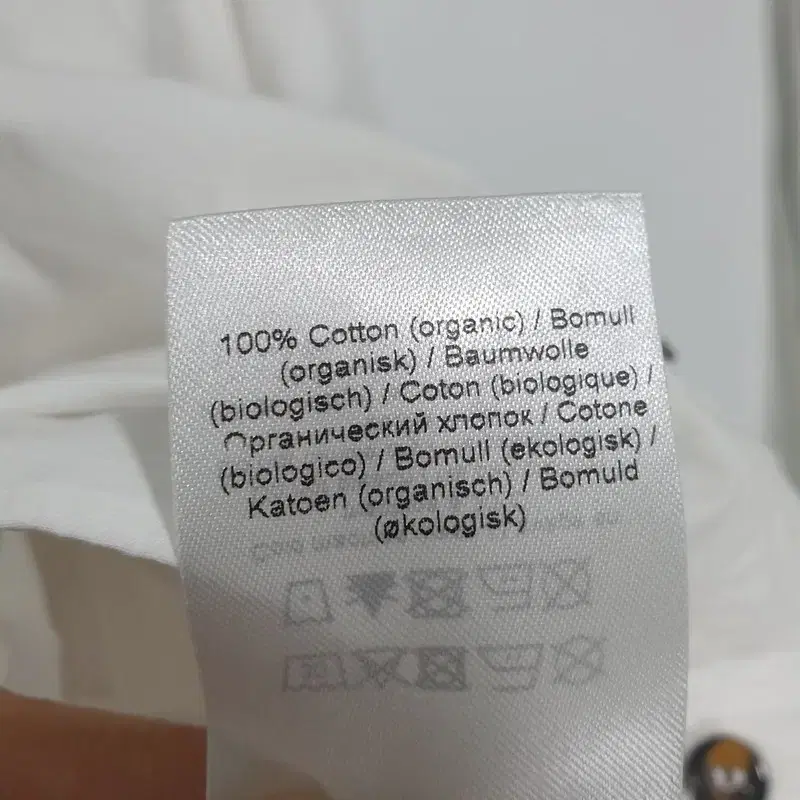 100% Cotton (organic) / Bomull
(organisk) / Baumwolle
(biologisch) / Coton (biologique) /
Органический хлопок / Cotone
(biologico) / Bomull (ekologisk) /
Katoen (organisch) / Bomuld
(økologisk)